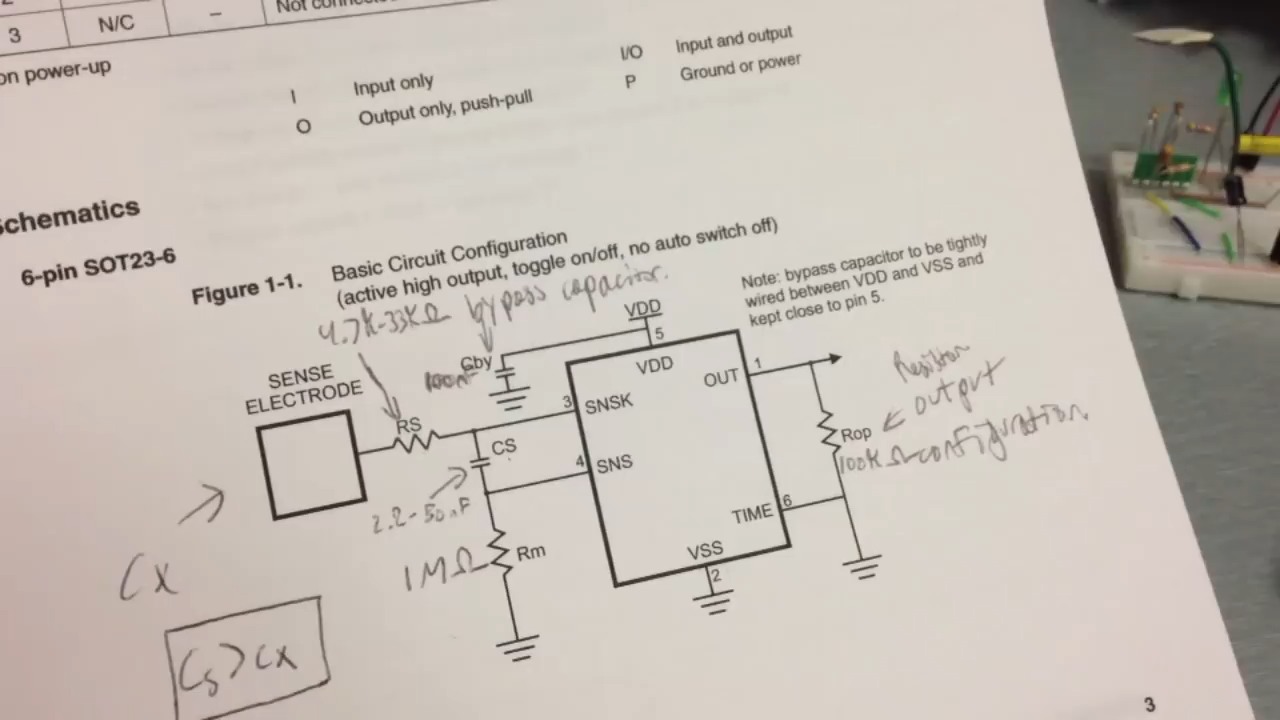 3 N/C – Not
on power-up
I Input only
O Output only, push-pull
I/O Input and output
P Ground or power
Schematics
6-pin SOT23-6
Figure 1-1. Basic Circuit Configuration
(active high output, toggle on/off, no auto switch off)
4.7K-33KΩ bypass capacitor.
Note: bypass capacitor to be tightly
wired between VDD and VSS and
kept close to pin 5.
VDD
5
SENSE
ELECTRODE
Cby
100nF
VDD
OUT
1
Resistor
output
configuration
RS
3
SNSK
Rop
100KΩ
CS
4
SNS
2.2-50nF
TIME
6
1MΩ
Rm
VSS
2
Cx
Cs>Cx
3